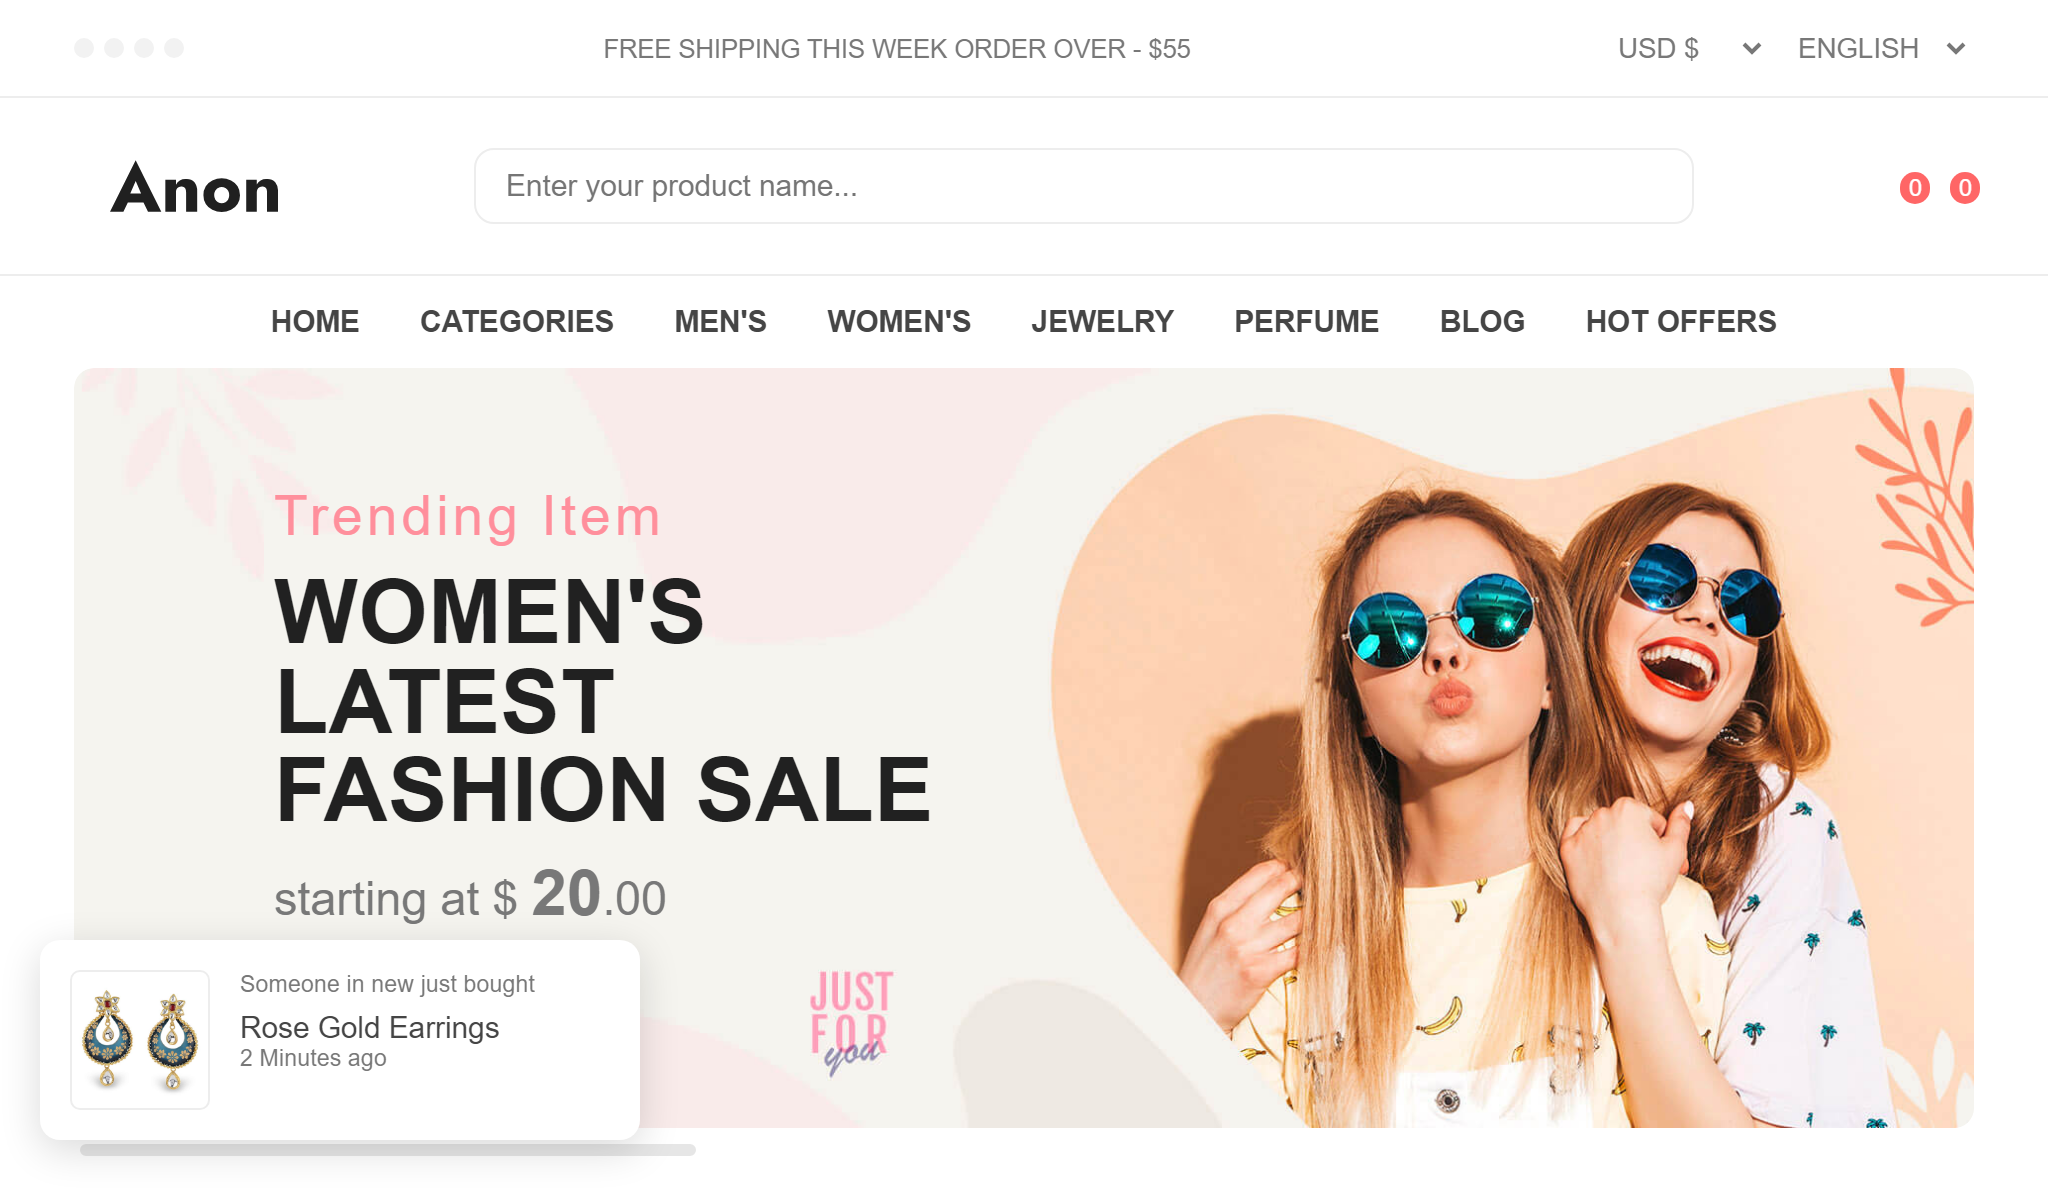 FREE SHIPPING THIS WEEK ORDER OVER - $55
USD $
ENGLISH
Anon
Enter your product name...
0
0
HOME
CATEGORIES
MEN'S
WOMEN'S
JEWELRY
PERFUME
BLOG
HOT OFFERS
Trending Item
WOMEN'S
LATEST
FASHION SALE
starting at $ 20.00
JUST
FOR
you
Someone in new just bought
Rose Gold Earrings
2 Minutes ago